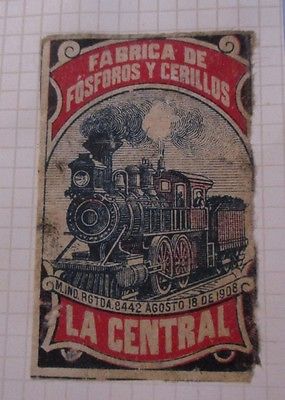 FABRICA DE
FÓSFOROS Y CERILLOS
M.IND. RGTDA. 8442 AGOSTO 18 DE 1908
LA CENTRAL